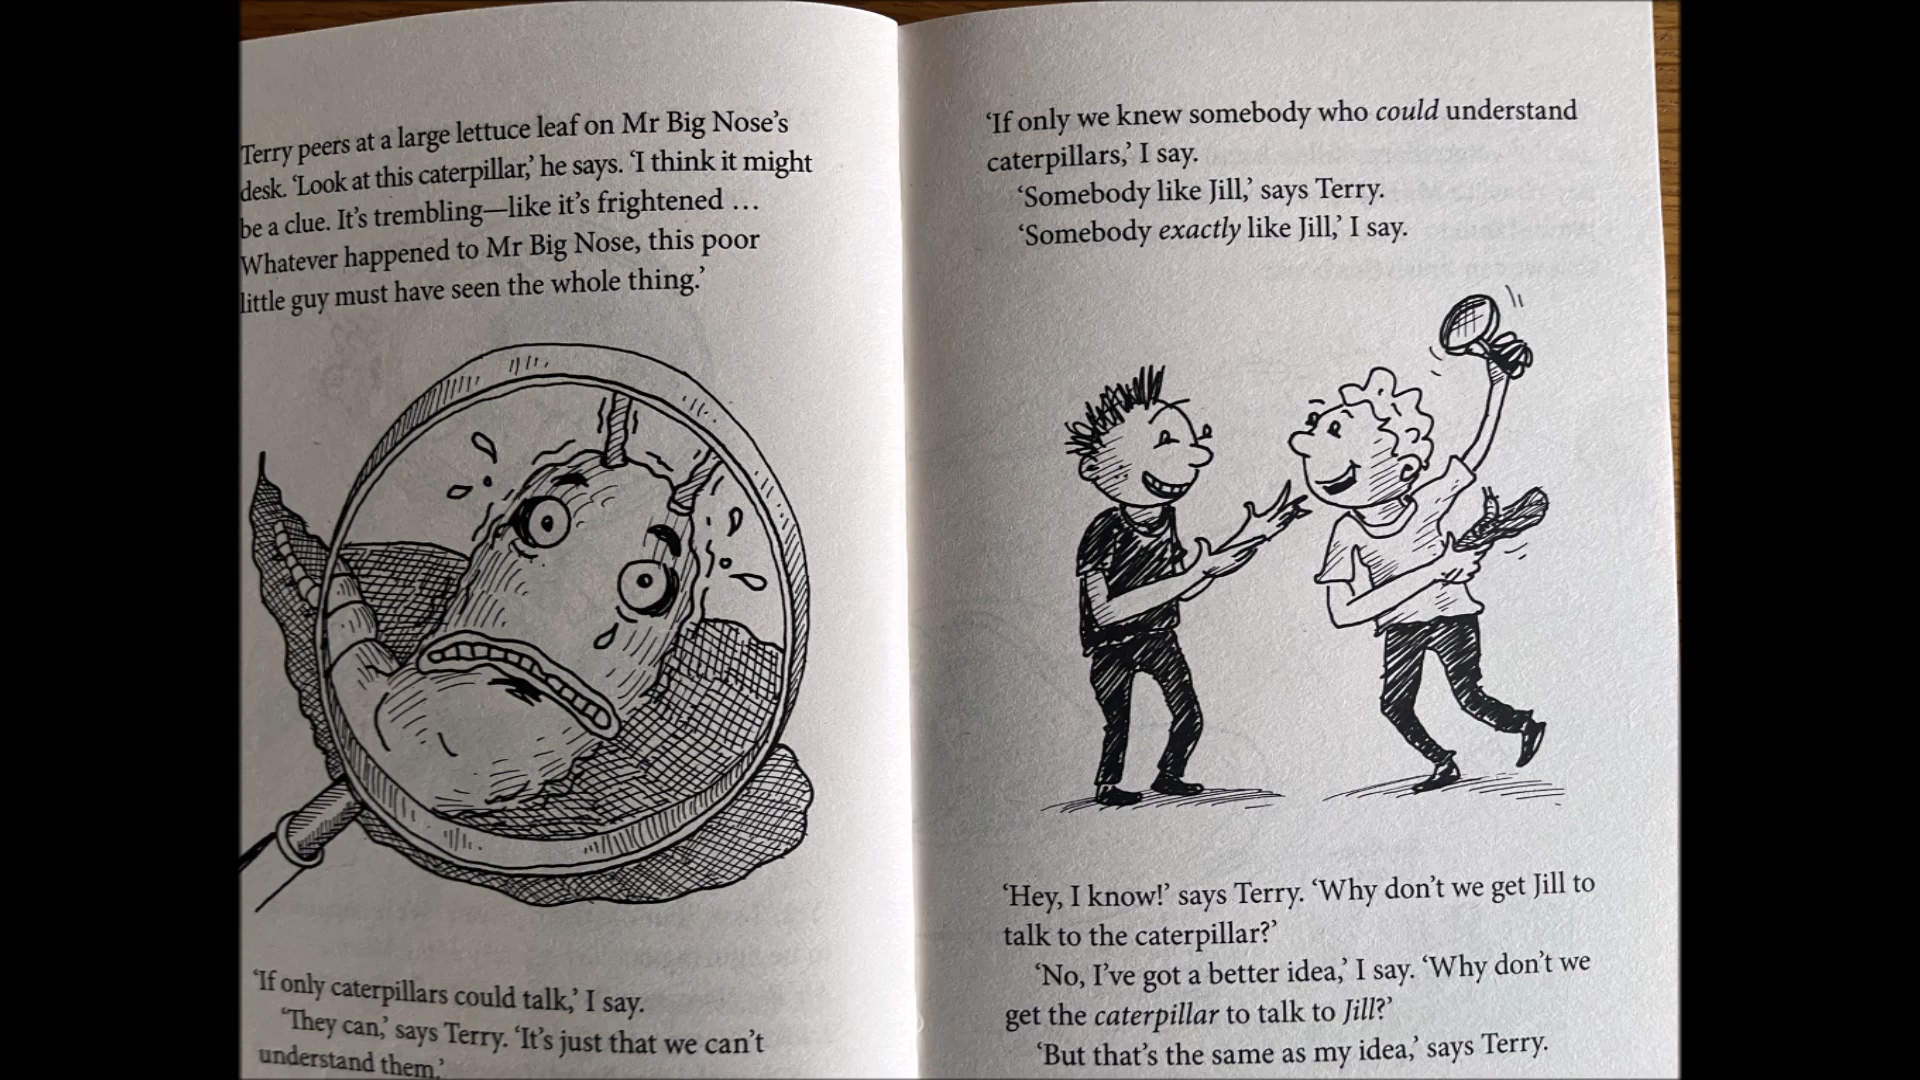 Terry peers at a large lettuce leaf on Mr Big Nose's
desk. 'Look at this caterpillar,' he says. 'I think it might
be a clue. It's trembling—like it's frightened …
Whatever happened to Mr Big Nose, this poor
little guy must have seen the whole thing.'
'If only caterpillars could talk,' I say.
'They can,' says Terry. 'It's just that we can't
understand them.'
'If only we knew somebody who could understand
caterpillars,' I say.
'Somebody like Jill,' says Terry.
'Somebody exactly like Jill,' I say.
'Hey, I know!' says Terry. 'Why don't we get Jill to
talk to the caterpillar?'
'No, I've got a better idea,' I say. 'Why don't we
get the caterpillar to talk to Jill?'
'But that's the same as my idea,' says Terry.